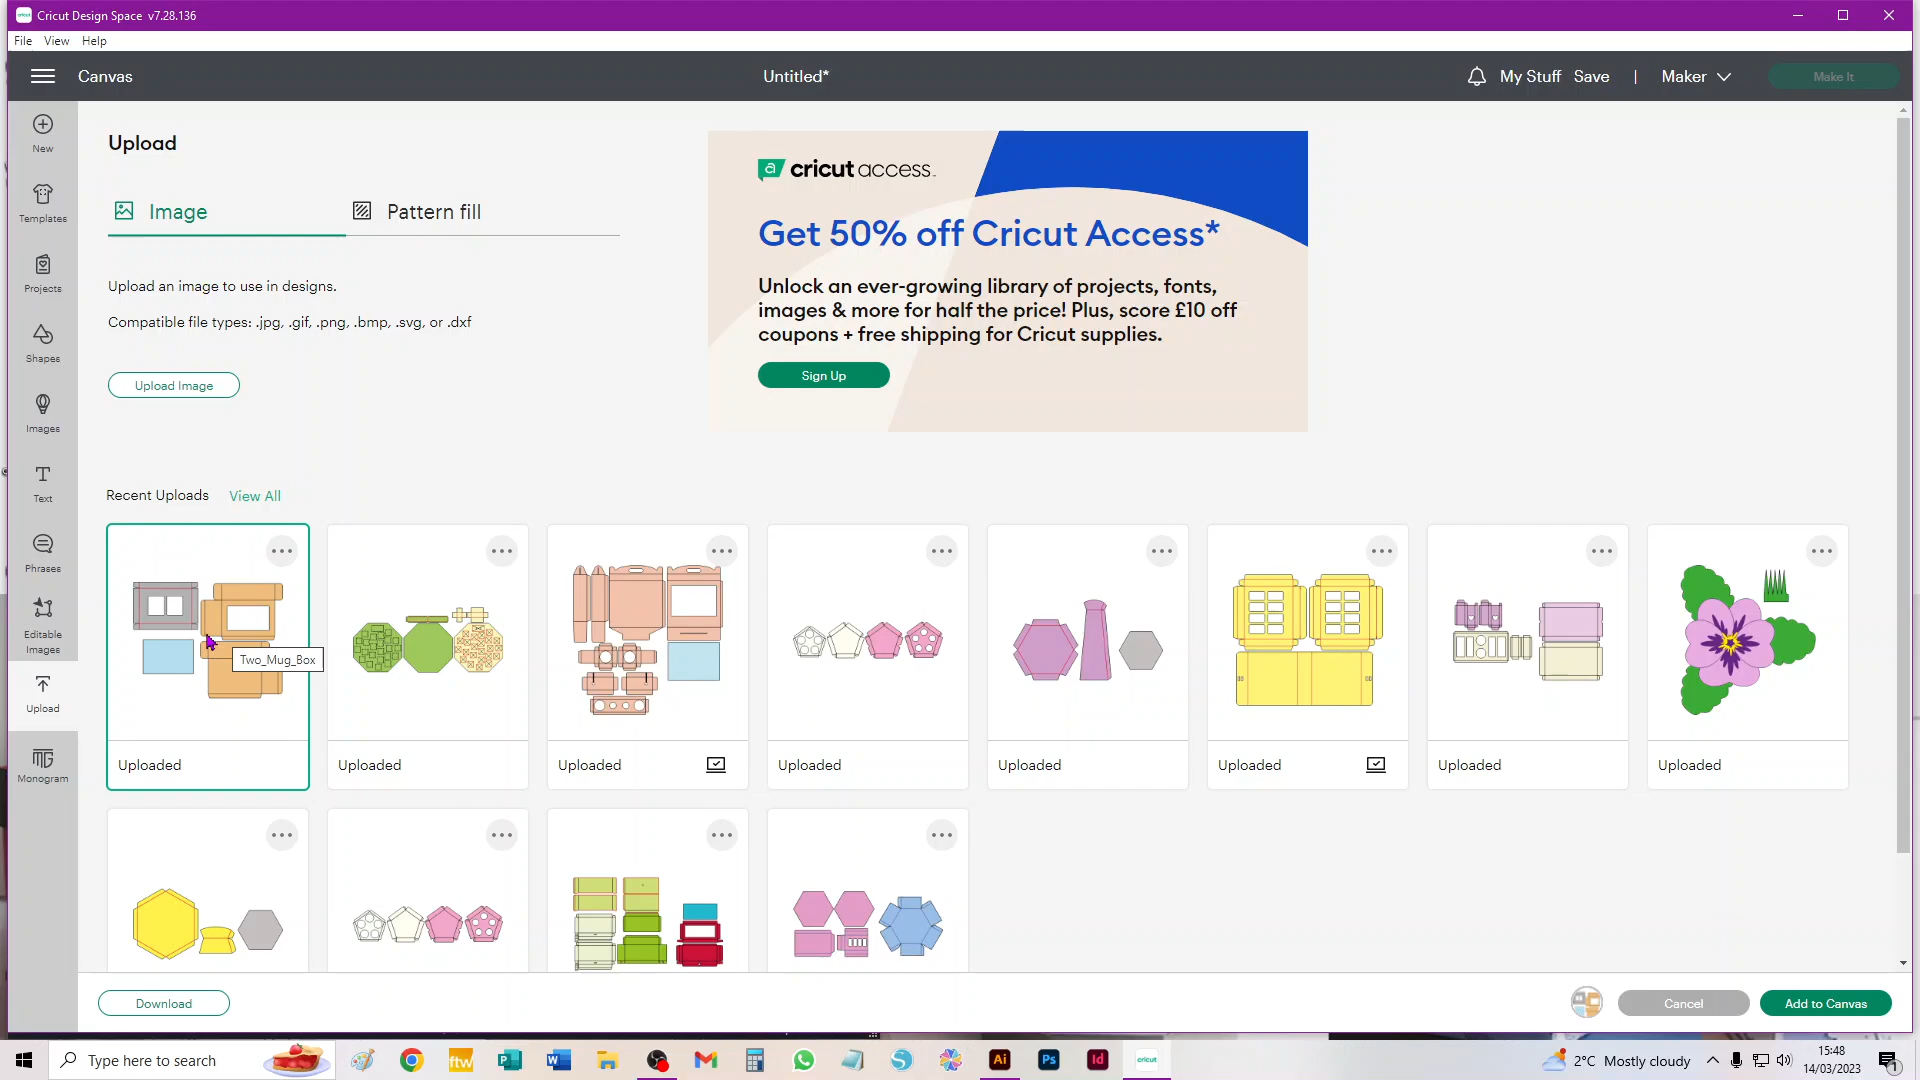 Cricut Design Space v7.28.136
File View Help
Canvas
Untitled*
My Stuff Save | Maker
Make It
New
Templates
Projects
Shapes
Images
Text
Phrases
Editable
Images
Upload
Monogram
Upload
Image
Pattern fill
Upload an image to use in designs.
Compatible file types: .jpg, .gif, .png, .bmp, .svg, or .dxf
Upload Image
a cricut access
Get 50% off Cricut Access*
Unlock an ever-growing library of projects, fonts,
images & more for half the price! Plus, score £10 off
coupons + free shipping for Cricut supplies.
Sign Up
Recent Uploads View All
Two_Mug_Box
Uploaded
Uploaded
Uploaded
Uploaded
Uploaded
Uploaded
Uploaded
Uploaded
Download
Cancel
Add to Canvas
Type here to search
ftw
Ai
Ps
Id
cricut
2°C Mostly cloudy
15:48
14/03/2023
1